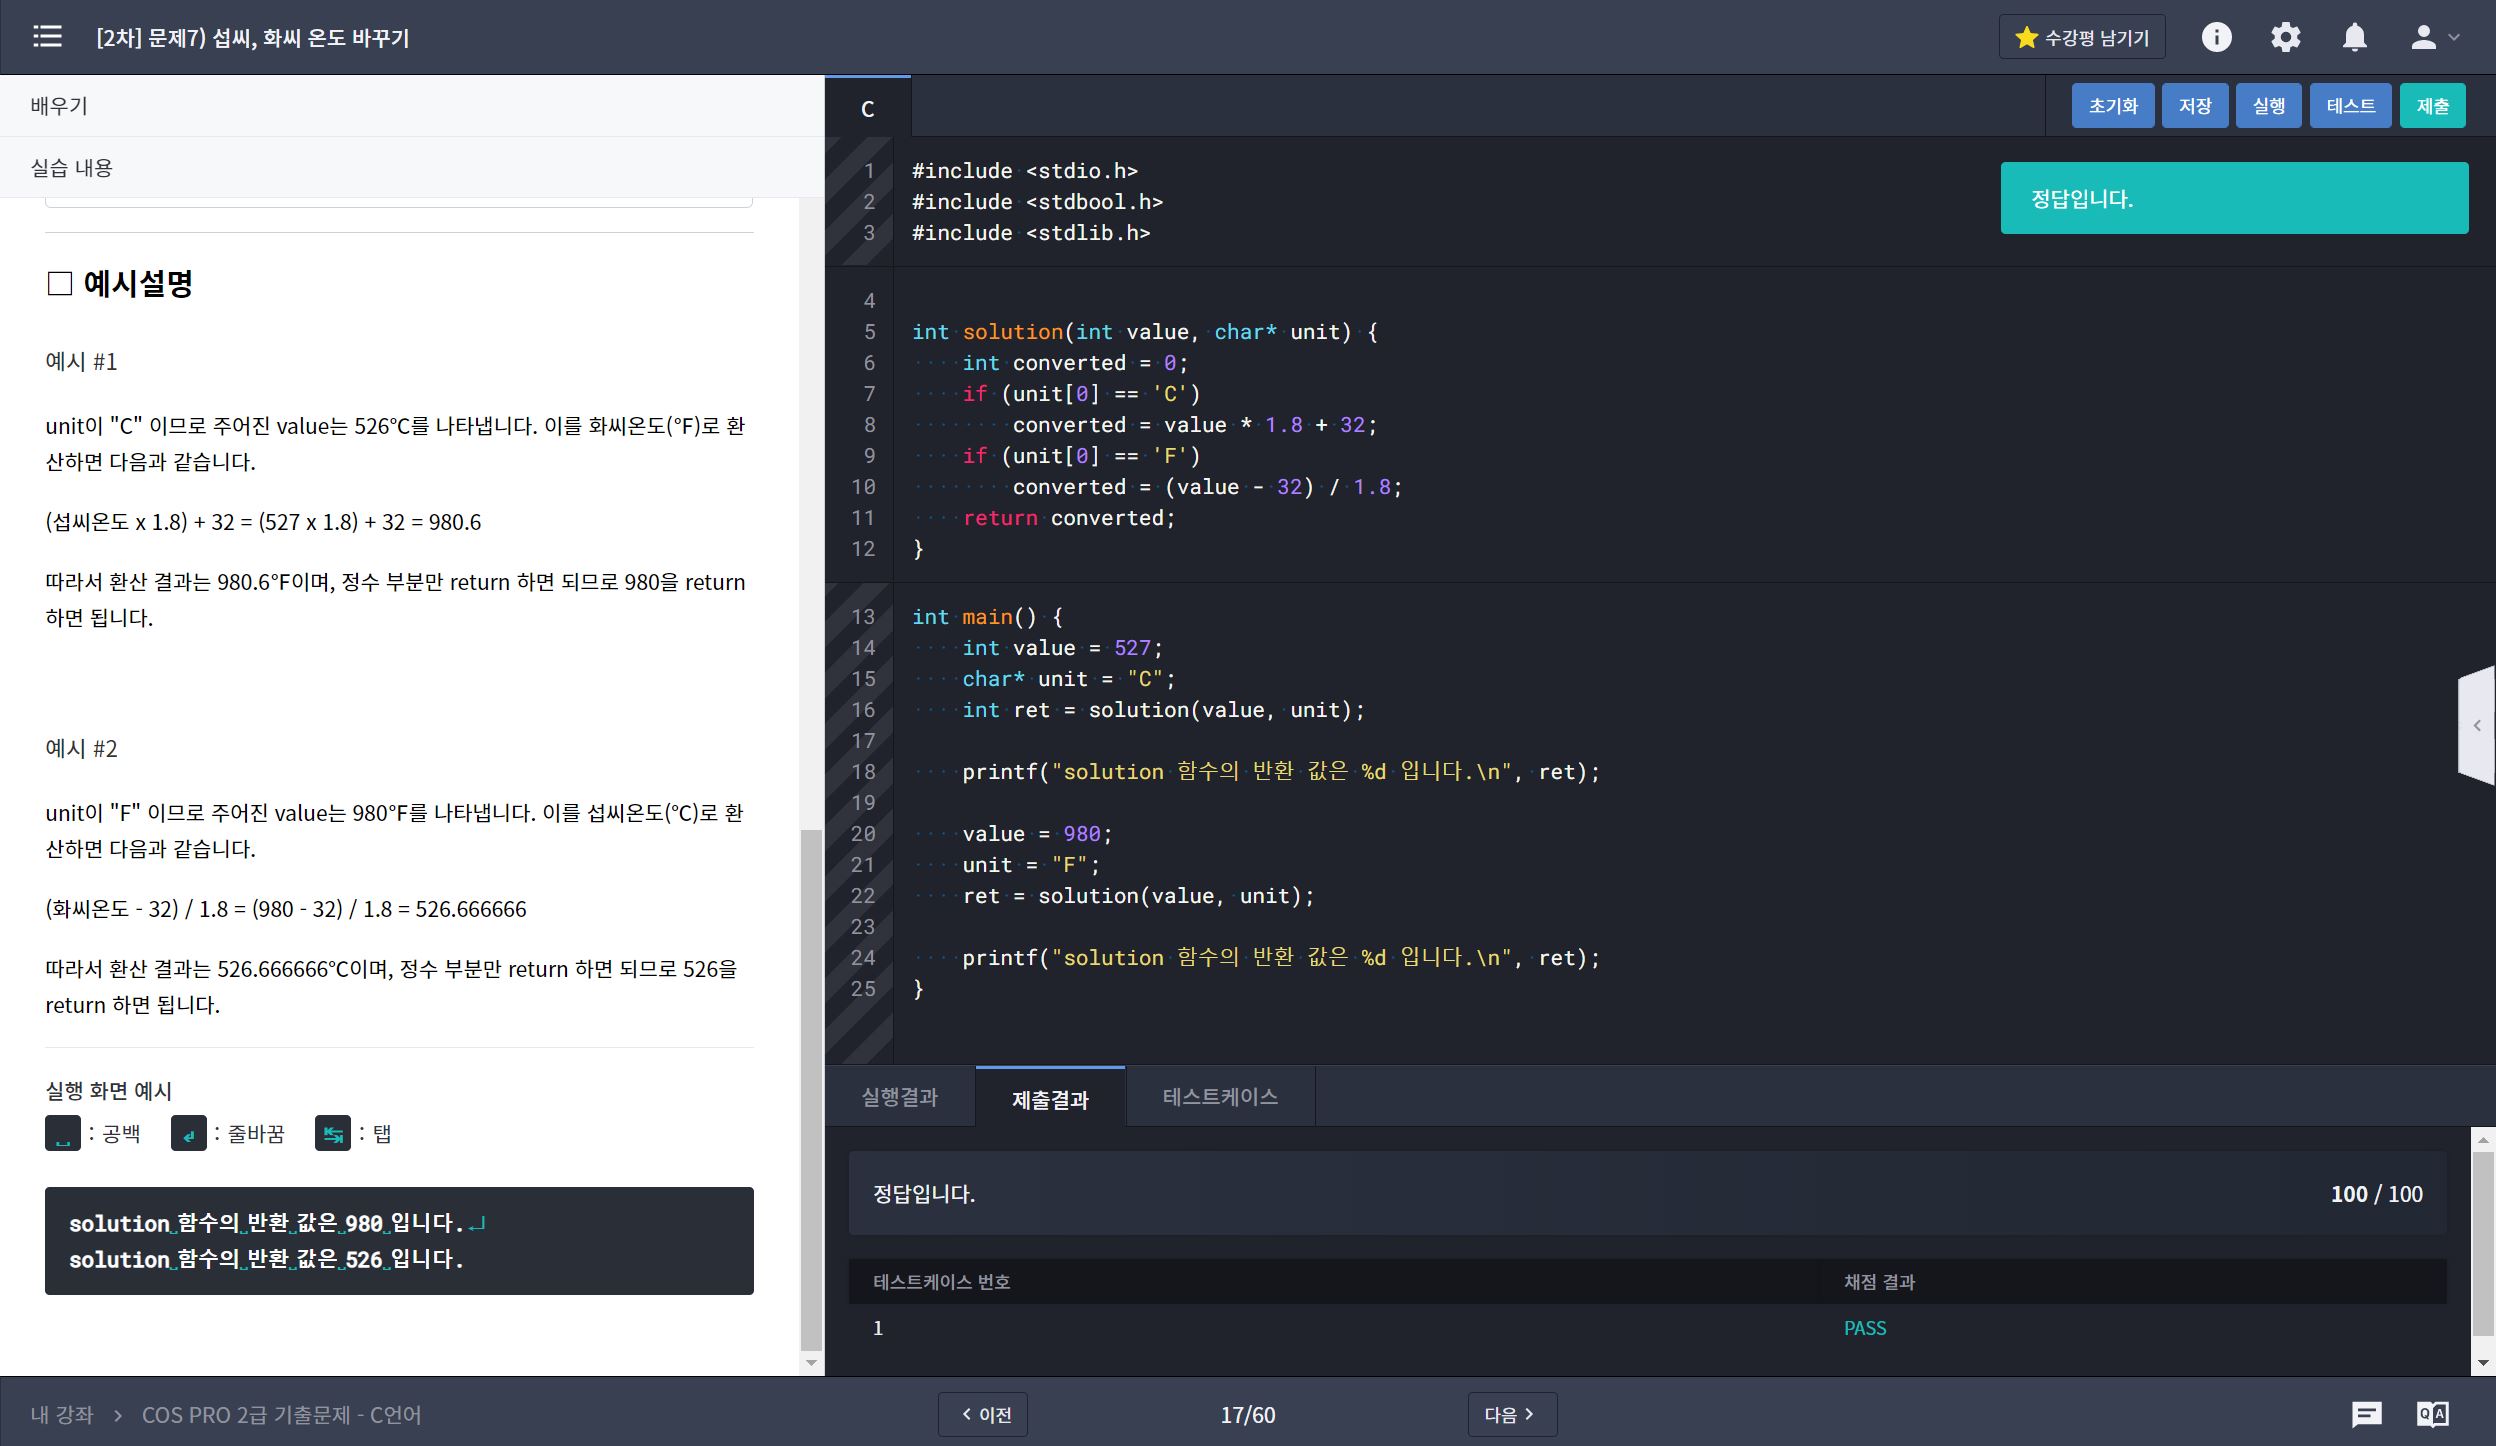 [2차] 문제7) 섭씨, 화씨 온도 바꾸기
수강평 남기기
배우기
실습 내용
□ 예시설명
예시 #1
unit이 "C" 이므로 주어진 value는 526℃를 나타냅니다. 이를 화씨온도(℉)로 환
산하면 다음과 같습니다.
(섭씨온도 x 1.8) + 32 = (527 x 1.8) + 32 = 980.6
따라서 환산 결과는 980.6℉이며, 정수 부분만 return 하면 되므로 980을 return
하면 됩니다.
예시 #2
unit이 "F" 이므로 주어진 value는 980℉를 나타냅니다. 이를 섭씨온도(℃)로 환
산하면 다음과 같습니다.
(화씨온도 - 32) / 1.8 = (980 - 32) / 1.8 = 526.666666
따라서 환산 결과는 526.666666℃이며, 정수 부분만 return 하면 되므로 526을
return 하면 됩니다.
실행 화면 예시
: 공백 : 줄바꿈 : 탭
solution 함수의 반환 값은 980 입니다.
solution 함수의 반환 값은 526 입니다.
C
초기화 저장 실행 테스트 제출
정답입니다.
1 #include <stdio.h>
2 #include <stdbool.h>
3 #include <stdlib.h>
4
5 int solution(int value, char* unit) {
6     int converted = 0;
7     if (unit[0] == 'C')
8         converted = value * 1.8 + 32;
9     if (unit[0] == 'F')
10         converted = (value - 32) / 1.8;
11     return converted;
12 }
13 int main() {
14     int value = 527;
15     char* unit = "C";
16     int ret = solution(value, unit);
17
18     printf("solution 함수의 반환 값은 %d 입니다.\n", ret);
19
20     value = 980;
21     unit = "F";
22     ret = solution(value, unit);
23
24     printf("solution 함수의 반환 값은 %d 입니다.\n", ret);
25 }
실행결과 제출결과 테스트케이스
정답입니다. 100 / 100
테스트케이스 번호 채점 결과
1 PASS
내 강좌 > COS PRO 2급 기출문제 - C언어
< 이전 17/60 다음 >
Q A